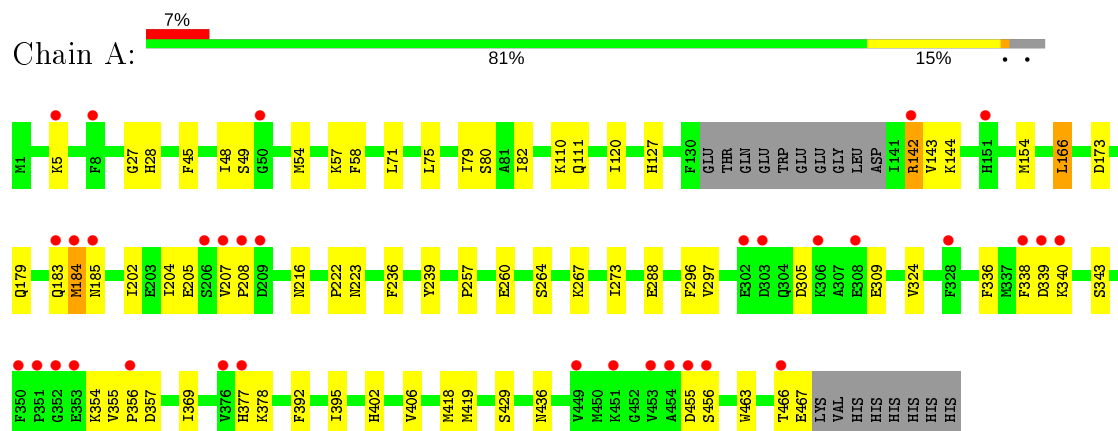 7%
Chain A:
81% 15% • •
M1 K5 F8 G27 H28 F45 I48 S49 G50 M54 K57 F58 L71 L75 I79 S80 A81 I82 K110 Q111 I120 H127 F130 GLU THR GLN GLU TRP GLU GLU GLY LEU ASP I141 R142 V143 K144 H151 M154 L166 D173
Q179 Q183 M184 N185 I202 E203 I204 E205 S206 V207 P208 D209 N216 P222 N223 F236 Y239 P257 E260 S264 K267 I273 E288 F296 V297 E302 D303 Q304 D305 K306 A307 E308 E309 V324 F328 F336 M337 F338 D339 K340 S343
F350 P351 G352 E353 K354 V355 P356 D357 I369 V376 H377 K378 F392 I395 H402 V406 M418 M419 S429 N436 V449 M450 K451 G452 V453 A454 D455 S456 W463 T466 E467 LYS VAL HIS HIS HIS HIS HIS HIS